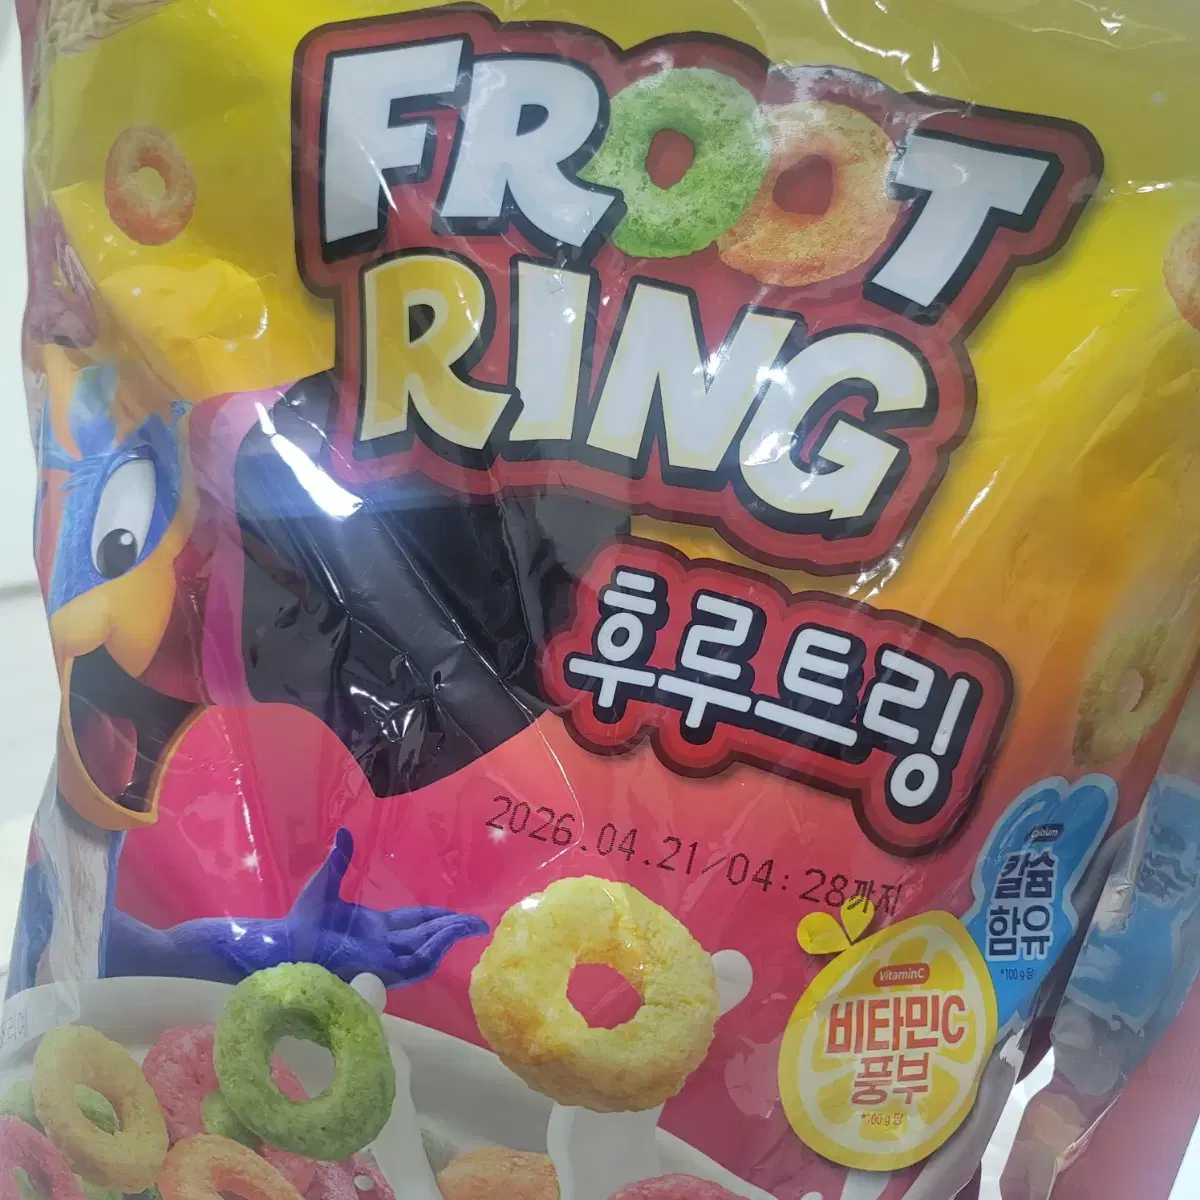 FROOT
RING
후루트링
2026.04.21/04:28까지
Calcium
칼슘
함유
*100g당
VitaminC
비타민C
풍부
*100g당